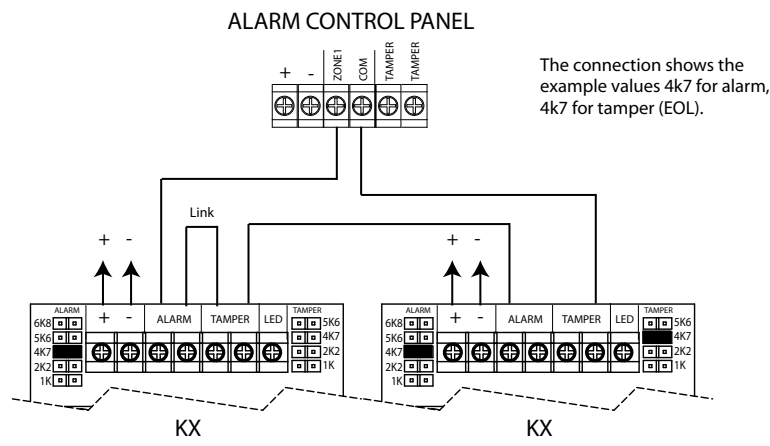 ALARM CONTROL PANEL
The connection shows the
example values 4k7 for alarm,
4k7 for tamper (EOL).
+ - ZONE1 COM TAMPER TAMPER
Link
+ -
+ -
ALARM
+ - ALARM TAMPER LED
TAMPER
6K8
5K6
4K7
2K2
1K
5K6
4K7
2K2
1K
KX
ALARM
+ - ALARM TAMPER LED
TAMPER
6K8
5K6
4K7
2K2
1K
5K6
4K7
2K2
1K
KX